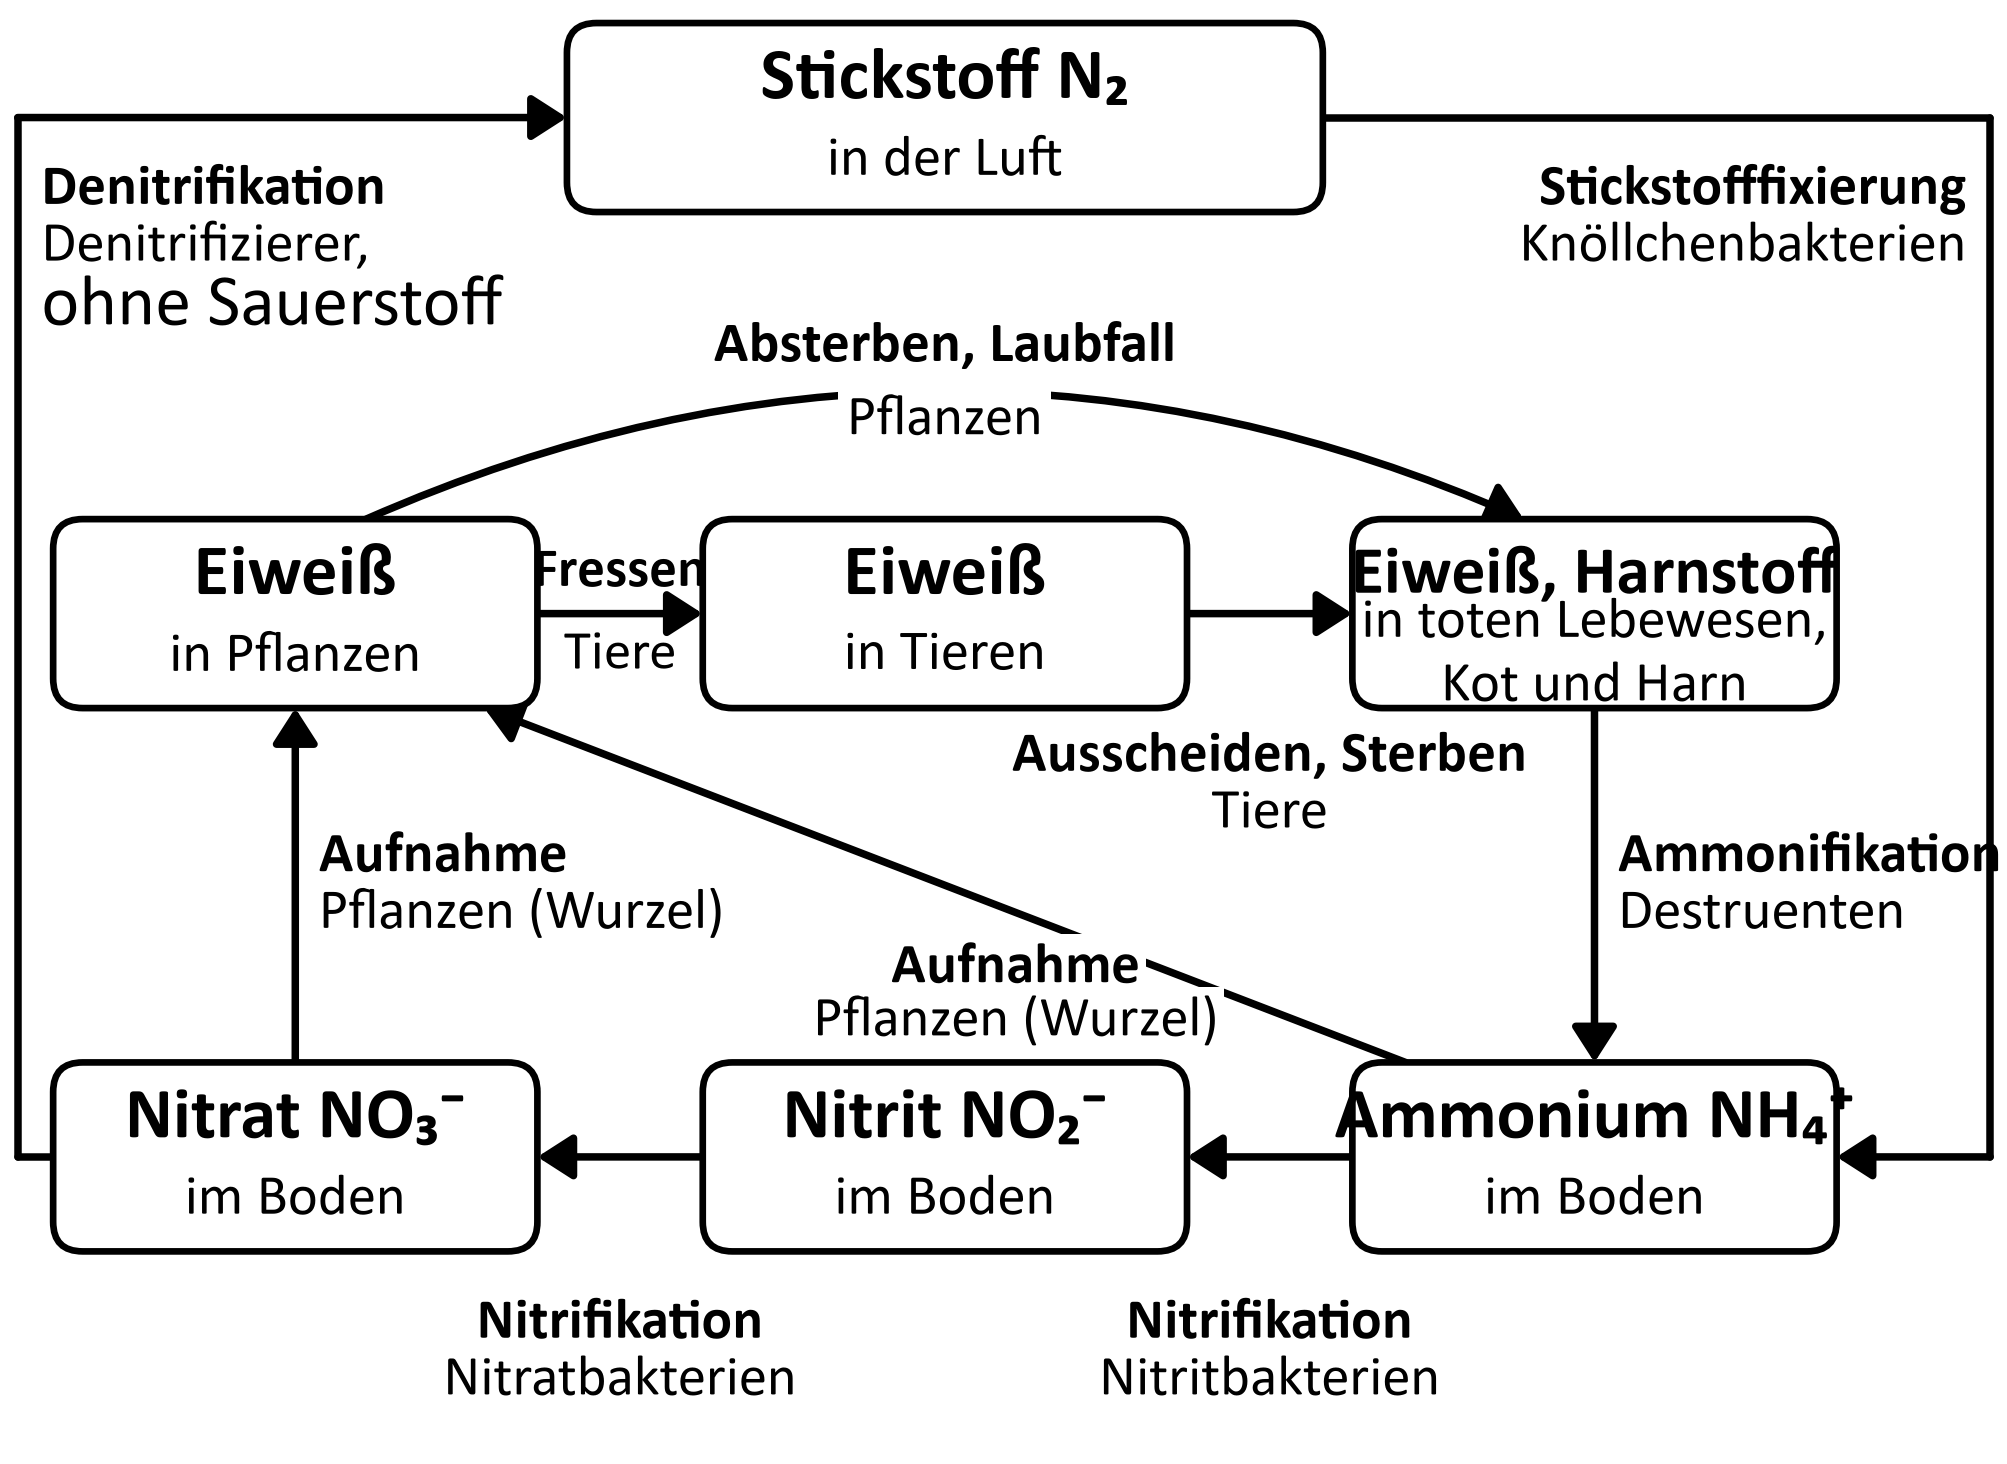 Stickstoff N₂
in der Luft
Denitrifikation
Denitrifizierer,
ohne Sauerstoff
Stickstofffixierung
Knöllchenbakterien
Absterben, Laubfall
Pflanzen
Eiweiß
in Pflanzen
Fressen
Tiere
Eiweiß
in Tieren
Eiweiß, Harnstoff
in toten Lebewesen,
Kot und Harn
Ausscheiden, Sterben
Tiere
Aufnahme
Pflanzen (Wurzel)
Ammonifikation
Destruenten
Aufnahme
Pflanzen (Wurzel)
Nitrat NO₃⁻
im Boden
Nitrit NO₂⁻
im Boden
Ammonium NH₄⁺
im Boden
Nitrifikation
Nitratbakterien
Nitrifikation
Nitritbakterien